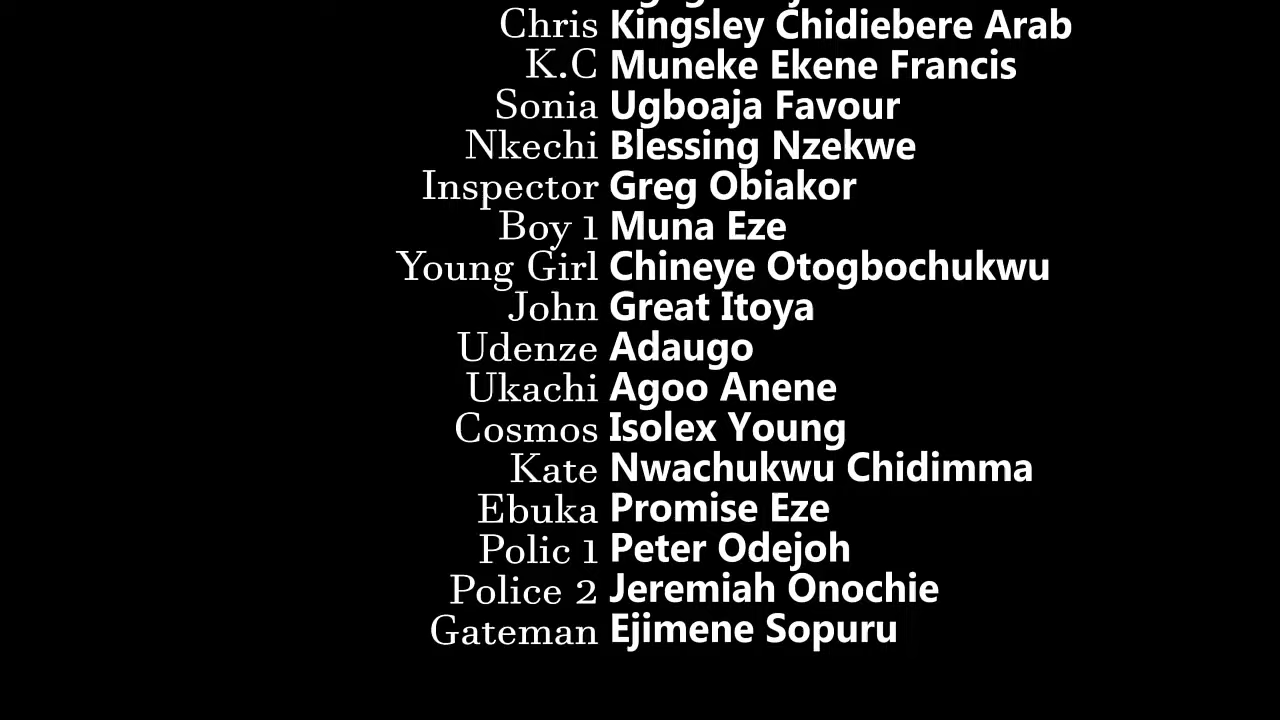 Chris Kingsley Chidiebere Arab
K.C Muneke Ekene Francis
Sonia Ugboaja Favour
Nkechi Blessing Nzekwe
Inspector Greg Obiakor
Boy 1 Muna Eze
Young Girl Chineye Otogbochukwu
John Great Itoya
Udenze Adaugo
Ukachi Agoo Anene
Cosmos Isolex Young
Kate Nwachukwu Chidimma
Ebuka Promise Eze
Polic 1 Peter Odejoh
Police 2 Jeremiah Onochie
Gateman Ejimene Sopuru